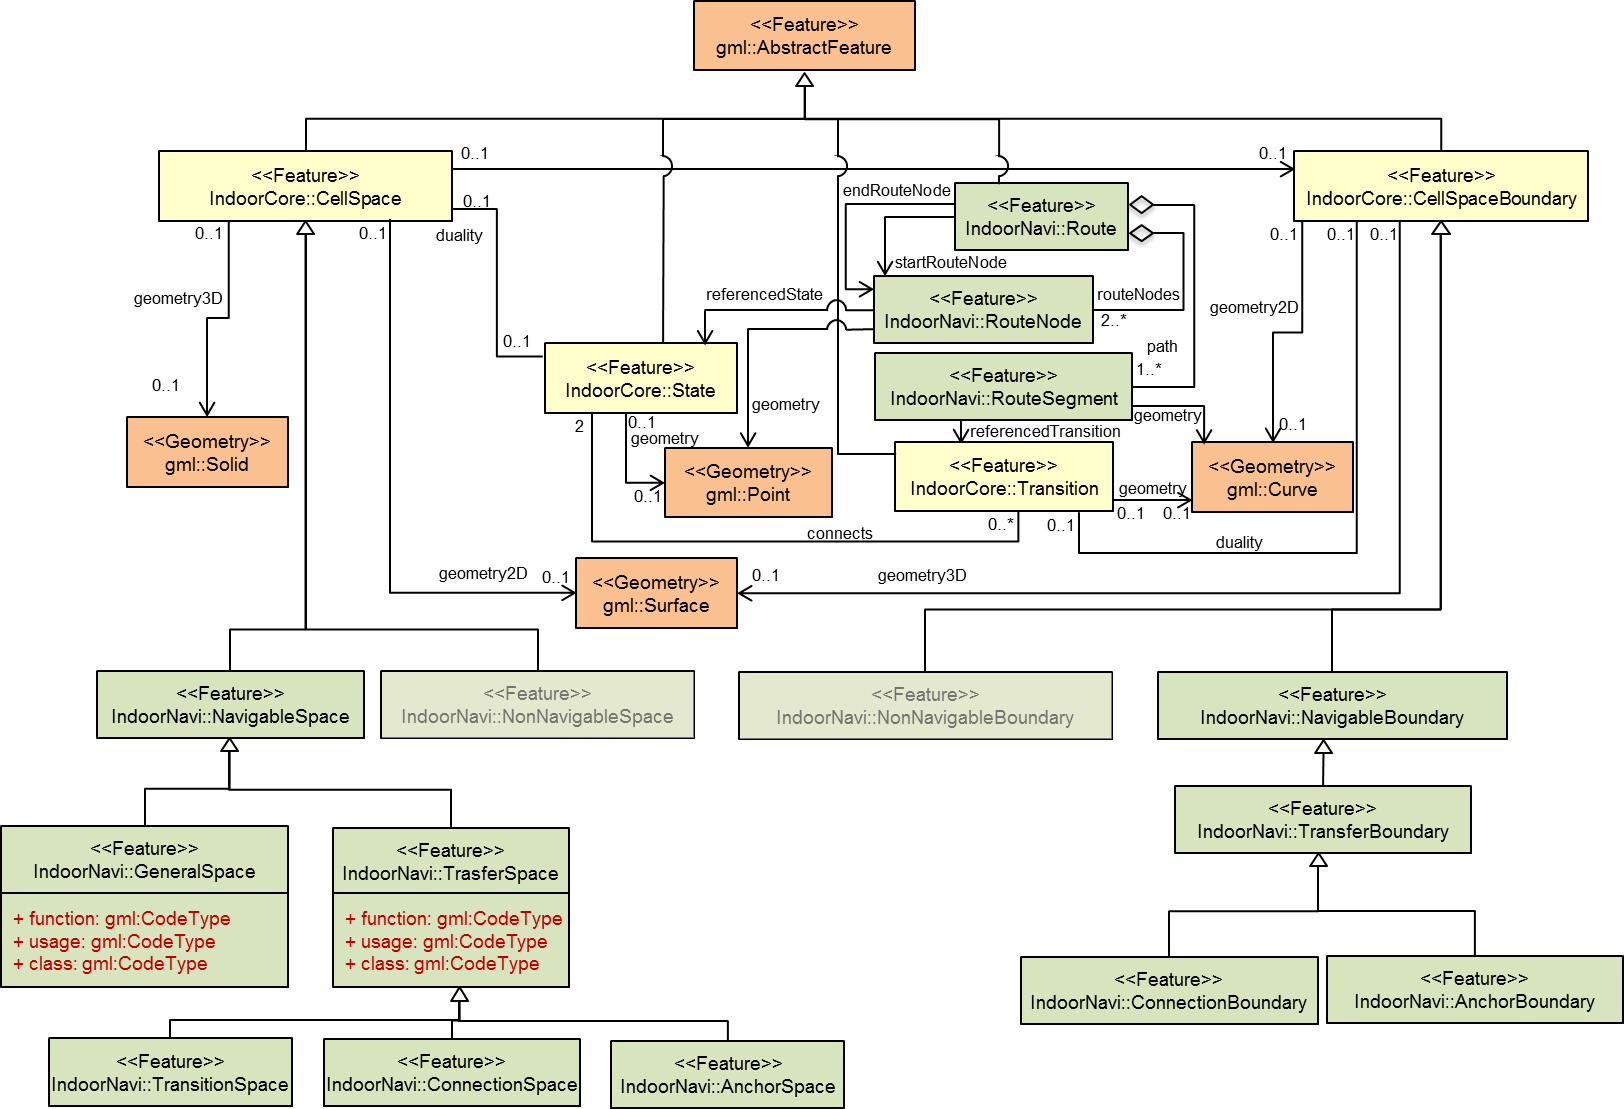 <<Feature>>
gml::AbstractFeature
0..1
0..1
<<Feature>>
IndoorCore::CellSpace
<<Feature>>
IndoorCore::CellSpaceBoundary
endRouteNode
<<Feature>>
IndoorNavi::Route
0..1
duality
0..1
0..1
0..1
0..1
0..1
startRouteNode
geometry3D
referencedState
<<Feature>>
IndoorNavi::RouteNode
routeNodes
2..*
geometry2D
0..1
path
1..*
<<Feature>>
IndoorCore::State
<<Feature>>
IndoorNavi::RouteSegment
0..1
geometry
geometry
2
0..1
geometry
referencedTransition
0..1
<<Geometry>>
gml::Solid
<<Geometry>>
gml::Point
<<Feature>>
IndoorCore::Transition
<<Geometry>>
gml::Curve
geometry
0..1
0..1
0..1
0..*
0..1
connects
duality
geometry2D
0..1
0..1
geometry3D
<<Geometry>>
gml::Surface
<<Feature>>
IndoorNavi::NavigableSpace
<<Feature>>
IndoorNavi::NonNavigableSpace
<<Feature>>
IndoorNavi::NonNavigableBoundary
<<Feature>>
IndoorNavi::NavigableBoundary
<<Feature>>
IndoorNavi::TransferBoundary
<<Feature>>
IndoorNavi::GeneralSpace
+ function: gml:CodeType
+ usage: gml:CodeType
+ class: gml:CodeType
<<Feature>>
IndoorNavi::TrasferSpace
+ function: gml:CodeType
+ usage: gml:CodeType
+ class: gml:CodeType
<<Feature>>
IndoorNavi::ConnectionBoundary
<<Feature>>
IndoorNavi::AnchorBoundary
<<Feature>>
IndoorNavi::TransitionSpace
<<Feature>>
IndoorNavi::ConnectionSpace
<<Feature>>
IndoorNavi::AnchorSpace